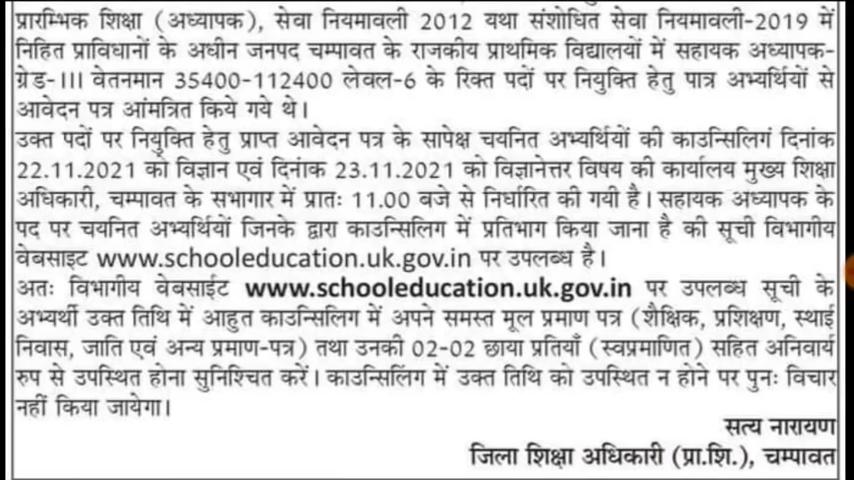 प्रारम्भिक शिक्षा (अध्यापक), सेवा नियमावली 2012 यथा संशोधित सेवा नियमावली-2019 में
निहित प्राविधानों के अधीन जनपद चम्पावत के राजकीय प्राथमिक विद्यालयों में सहायक अध्यापक-
ग्रेड-III वेतनमान 35400-112400 लेवल-6 के रिक्त पदों पर नियुक्ति हेतु पात्र अभ्यर्थियों से
आवेदन पत्र आंमत्रित किये गये थे।
उक्त पदों पर नियुक्ति हेतु प्राप्त आवेदन पत्र के सापेक्ष चयनित अभ्यर्थियों की काउन्सिलिगं दिनांक
22.11.2021 को विज्ञान एवं दिनांक 23.11.2021 को विज्ञानेत्तर विषय की कार्यालय मुख्य शिक्षा
अधिकारी, चम्पावत के सभागार में प्रातः 11.00 बजे से निर्धारित की गयी है। सहायक अध्यापक के
पद पर चयनित अभ्यर्थियों जिनके द्वारा काउन्सिलिग में प्रतिभाग किया जाना है की सूची विभागीय
वेबसाइट www.schooleducation.uk.gov.in पर उपलब्ध है।
अतः विभागीय वेबसाईट www.schooleducation.uk.gov.in पर उपलब्ध सूची के
अभ्यर्थी उक्त तिथि में आहुत काउन्सिलिग में अपने समस्त मूल प्रमाण पत्र (शैक्षिक, प्रशिक्षण, स्थाई
निवास, जाति एवं अन्य प्रमाण-पत्र) तथा उनकी 02-02 छाया प्रतियाँ (स्वप्रमाणित) सहित अनिवार्य
रुप से उपस्थित होना सुनिश्चित करें। काउन्सिलिंग में उक्त तिथि को उपस्थित न होने पर पुनः विचार
नहीं किया जायेगा।
सत्य नारायण
जिला शिक्षा अधिकारी (प्रा.शि.), चम्पावत